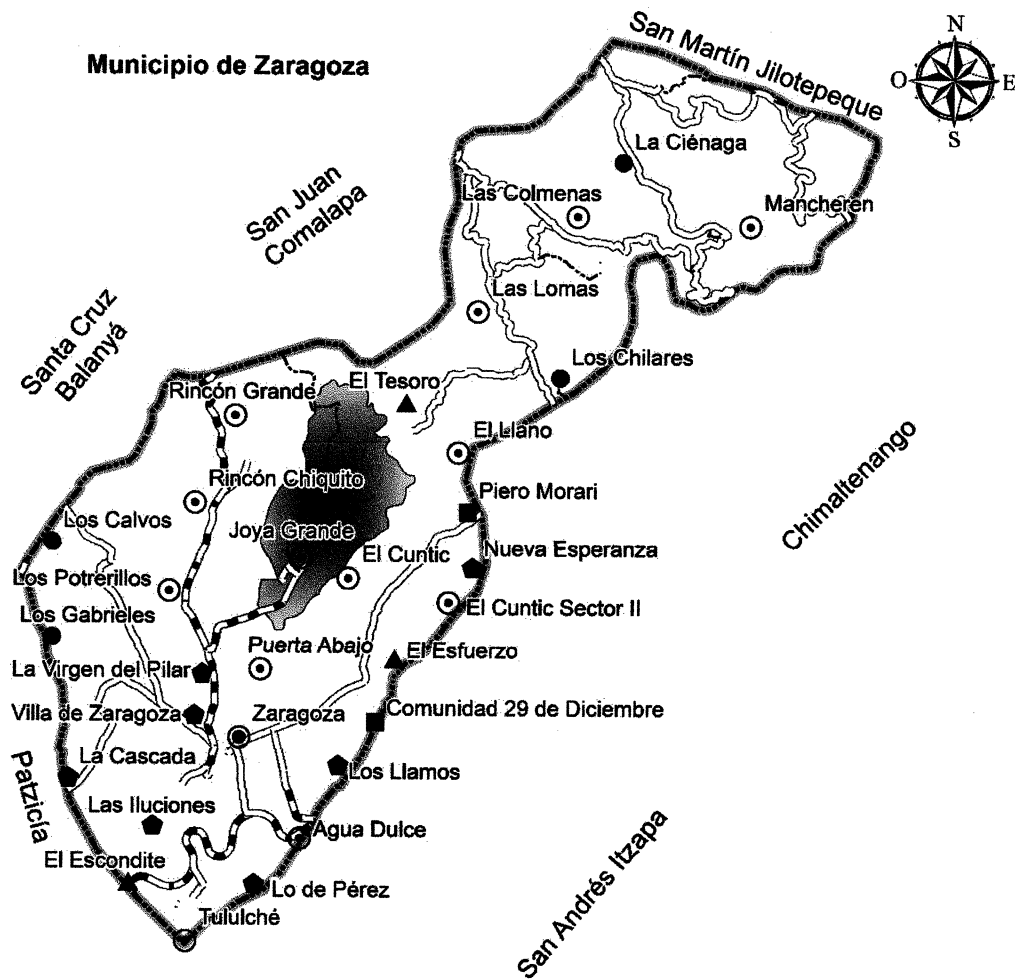 Municipio de Zaragoza
San Martín Jilotepeque
N
O
E
S
La Ciénaga
San Juan
Comalapa
Las Colmenas
Mancheren
Santa Cruz
Balanyá
Las Lomas
Los Chilares
El Tesoro
Rincón Grande
El Llano
Chimaltenango
Rincón Chiquito
Piero Morari
Los Calvos
Joya Grande
El Cuntic
Nueva Esperanza
Los Potrerillos
Los Gabrieles
El Cuntic Sector II
Puerta Abajo
El Esfuerzo
La Virgen del Pilar
Villa de Zaragoza
Zaragoza
Comunidad 29 de Diciembre
Patzicía
La Cascada
Los Llamos
Las Iluciones
Agua Dulce
El Escondite
Lo de Pérez
San Andrés Itzapa
Tululché